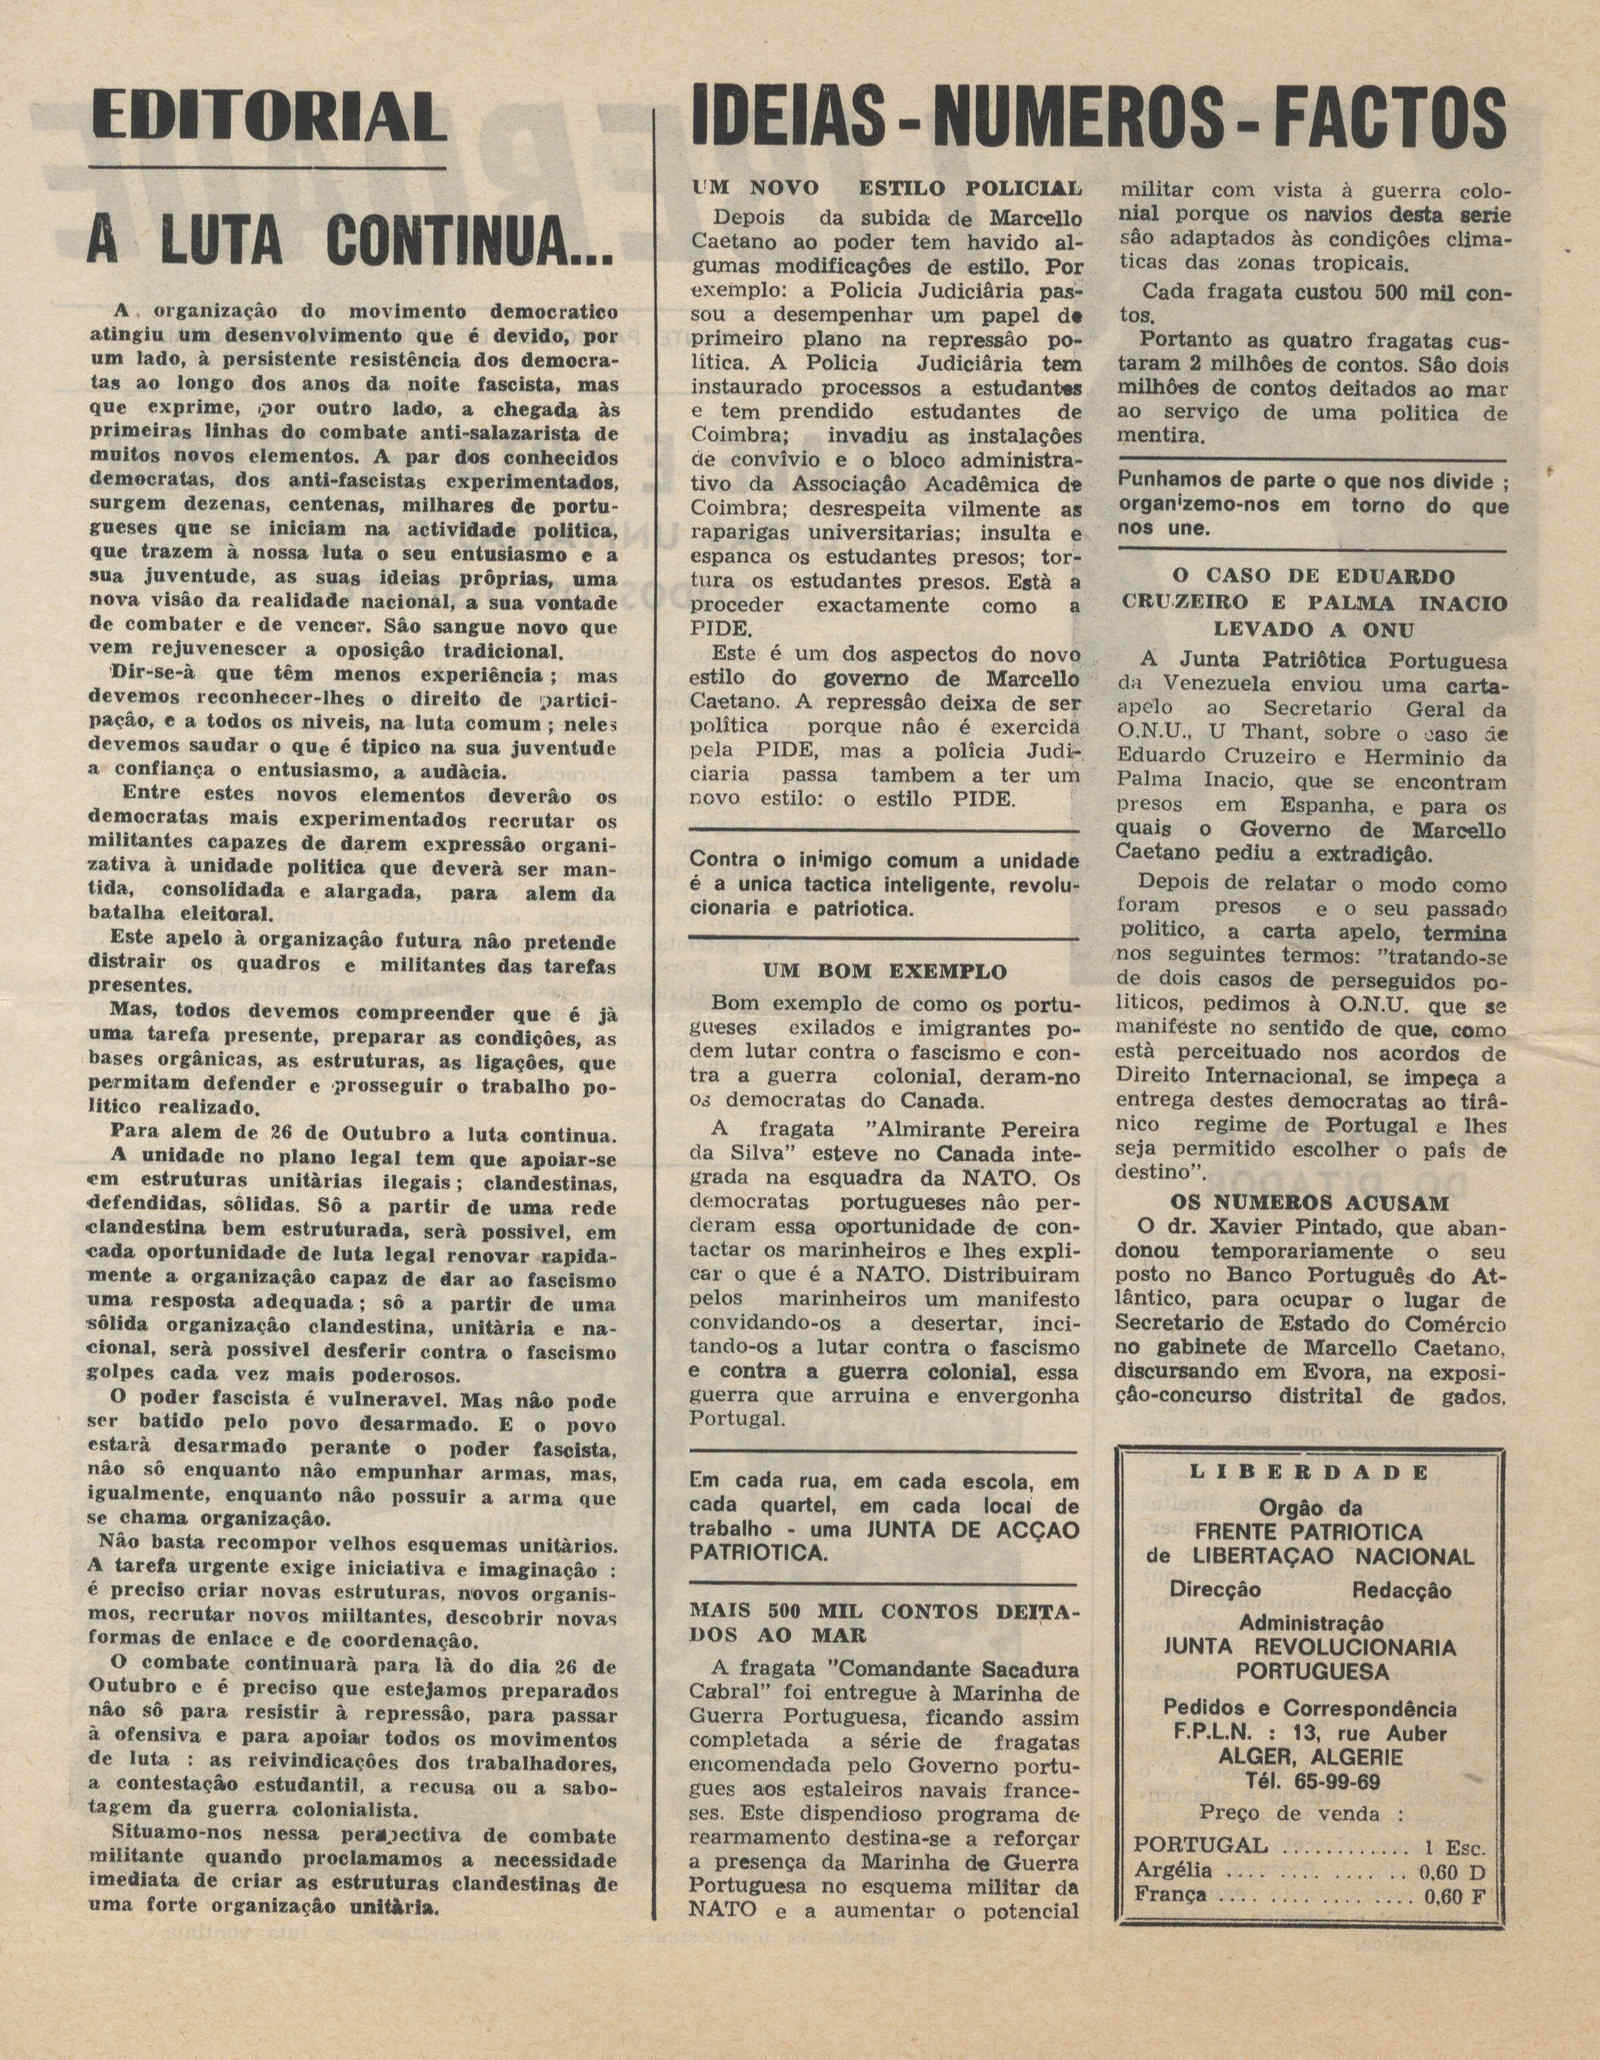 EDITORIAL
A LUTA CONTINUA...
A organização do movimento democratico
atingiu um desenvolvimento que é devido, por
um lado, à persistente resistência dos democra-
tas ao longo dos anos da noite fascista, mas
que exprime, por outro lado, a chegada às
primeiras linhas do combate anti-salazarista de
muitos novos elementos. A par dos conhecidos
democratas, dos anti-fascistas experimentados,
surgem dezenas, centenas, milhares de portu-
gueses que se iniciam na actividade politica,
que trazem à nossa luta o seu entusiasmo e a
sua juventude, as suas ideias prôprias, uma
nova visâo da realidade nacional, a sua vontade
de combater e de vencer. Sâo sangue novo que
vem rejuvenescer a oposiçâo tradicional.
Dir-se-à que têm menos experiência ; mas
devemos reconhecer-lhes o direito de partici-
pação, e a todos os niveis, na luta comum ; neles
devemos saudar o que é tipico na sua juventude
a confiança o entusiasmo, a audàcia.
Entre estes novos elementos deverâo os
democratas mais experimentados recrutar os
militantes capazes de darem expressâo organi-
zativa à unidade politica que deverà ser man-
tida, consolidada e alargada, para alem da
batalha eleitoral.
Este apelo à organizaçâo futura nâo pretende
distrair os quadros e militantes das tarefas
presentes.
Mas, todos devemos compreender que é jà
uma tarefa presente, preparar as condiçôes, as
bases orgânicas, as estruturas, as ligaçôes, que
permitam defender e prosseguir o trabalho po-
litico realizado.
Para alem de 26 de Outubro a luta continua.
A unidade no plano legal tem que apoiar-se
em estruturas unitàrias ilegais ; clandestinas,
defendidas, sôlidas. Sô a partir de uma rede
clandestina bem estruturada, serà possivel, em
cada oportunidade de luta legal renovar rapida-
mente a organizaçâo capaz de dar ao fascismo
uma resposta adequada ; sô a partir de uma
sôlida organizaçâo clandestina, unitària e na-
cional, serà possivel desferir contra o fascismo
golpes cada vez mais poderosos.
O poder fascista é vulneravel. Mas nâo pode
ser batido pelo povo desarmado. E o povo
estarà desarmado perante o poder fascista,
nâo sô enquanto nâo empunhar armas, mas,
igualmente, enquanto nâo possuir a arma que
se chama organizaçâo.
Nâo basta recompor velhos esquemas unitàrios.
A tarefa urgente exige iniciativa e imaginaçâo :
é preciso criar novas estruturas, novos organis-
mos, recrutar novos miiltantes, descobrir novas
formas de enlace e de coordenaçâo.
O combate continuarà para là do dia 26 de
Outubro e é preciso que estejamos preparados
nâo sô para resistir à repressâo, para passar
à ofensiva e para apoiar todos os movimentos
de luta : as reivindicaçôes dos trabalhadores,
a contestaçâo estudantil, a recusa ou a sabo-
tagem da guerra colonialista.
Situamo-nos nessa perspectiva de combate
militante quando proclamamos a necessidade
imediata de criar as estruturas clandestinas de
uma forte organizaçâo unitària.
IDEIAS - NUMEROS - FACTOS
UM NOVO ESTILO POLICIAL
Depois da subida de Marcello
Caetano ao poder tem havido al-
gumas modificaçôes de estilo. Por
exemplo: a Policia Judiciâria pas-
sou a desempenhar um papel de
primeiro plano na repressâo po-
lítica. A Policia Judiciâria tem
instaurado processos a estudantes
e tem prendido estudantes de
Coimbra; invadiu as instalaçôes
de convîvio e o bloco administra-
tivo da Associaçâo Acadêmica de
Coimbra; desrespeita vilmente as
raparigas universitarias; insulta e
espanca os estudantes presos; tor-
tura os estudantes presos. Està a
proceder exactamente como a
PIDE.
Este é um dos aspectos do novo
estilo do governo de Marcello
Caetano. A repressâo deixa de ser
polîtica porque nâo é exercida
pela PIDE, mas a polîcia Judi-
ciaria passa tambem a ter um
novo estilo: o estilo PIDE.
Contra o inimigo comum a unidade
é a unica tactica inteligente, revolu-
cionaria e patriotica.
UM BOM EXEMPLO
Bom exemplo de como os portu-
gueses exilados e imigrantes po-
dem lutar contra o fascismo e con-
tra a guerra colonial, deram-no
os democratas do Canada.
A fragata "Almirante Pereira
da Silva" esteve no Canada inte-
grada na esquadra da NATO. Os
democratas portugueses nâo per-
deram essa oportunidade de con-
tactar os marinheiros e lhes expli-
car o que é a NATO. Distribuiram
pelos marinheiros um manifesto
convidando-os a desertar, inci-
tando-os a lutar contra o fascismo
e contra a guerra colonial, essa
guerra que arruina e envergonha
Portugal.
Em cada rua, em cada escola, em
cada quartel, em cada local de
trabalho - uma JUNTA DE ACÇAO
PATRIOTICA.
MAIS 500 MIL CONTOS DEITA-
DOS AO MAR
A fragata "Comandante Sacadura
Cabral" foi entregue à Marinha de
Guerra Portuguesa, ficando assim
completada a série de fragatas
encomendada pelo Governo portu-
gues aos estaleiros navais france-
ses. Este dispendioso programa de
rearmamento destina-se a reforçar
a presença da Marinha de Guerra
Portuguesa no esquema militar da
NATO e a aumentar o potencial
militar com vista à guerra colo-
nial porque os navios desta serie
sâo adaptados às condiçôes clima-
ticas das zonas tropicais.
Cada fragata custou 500 mil con-
tos.
Portanto as quatro fragatas cus-
taram 2 milhôes de contos. Sâo dois
milhôes de contos deitados ao mar
ao serviço de uma politica de
mentira.
Punhamos de parte o que nos divide ;
organizemo-nos em torno do que
nos une.
O CASO DE EDUARDO
CRUZEIRO E PALMA INACIO
LEVADO A ONU
A Junta Patriôtica Portuguesa
da Venezuela enviou uma carta-
apelo ao Secretario Geral da
O.N.U., U Thant, sobre o caso de
Eduardo Cruzeiro e Herminio da
Palma Inacio, que se encontram
presos em Espanha, e para os
quais o Governo de Marcello
Caetano pediu a extradiçâo.
Depois de relatar o modo como
foram presos e o seu passado
politico, a carta apelo, termina
nos seguintes termos: "tratando-se
de dois casos de perseguidos po-
liticos, pedimos à O.N.U. que se
manifeste no sentido de que, como
està perceituado nos acordos de
Direito Internacional, se impeça a
entrega destes democratas ao tirâ-
nico regime de Portugal e lhes
seja permitido escolher o paîs de
destino".
OS NUMEROS ACUSAM
O dr. Xavier Pintado, que aban-
donou temporariamente o seu
posto no Banco Português do At-
lântico, para ocupar o lugar de
Secretario de Estado do Comércio
no gabinete de Marcello Caetano,
discursando em Evora, na exposi-
çâo-concurso distrital de gados,
LIBERDADE
Orgâo da
FRENTE PATRIOTICA
de LIBERTAÇAO NACIONAL
Direcçâo Redacçâo
Administraçâo
JUNTA REVOLUCIONARIA
PORTUGUESA
Pedidos e Correspondência
F.P.L.N. : 13, rue Auber
ALGER, ALGERIE
Tél. 65-99-69
Preço de venda :
PORTUGAL ............ 1 Esc.
Argélia .................. 0,60 D
França .................. 0,60 F